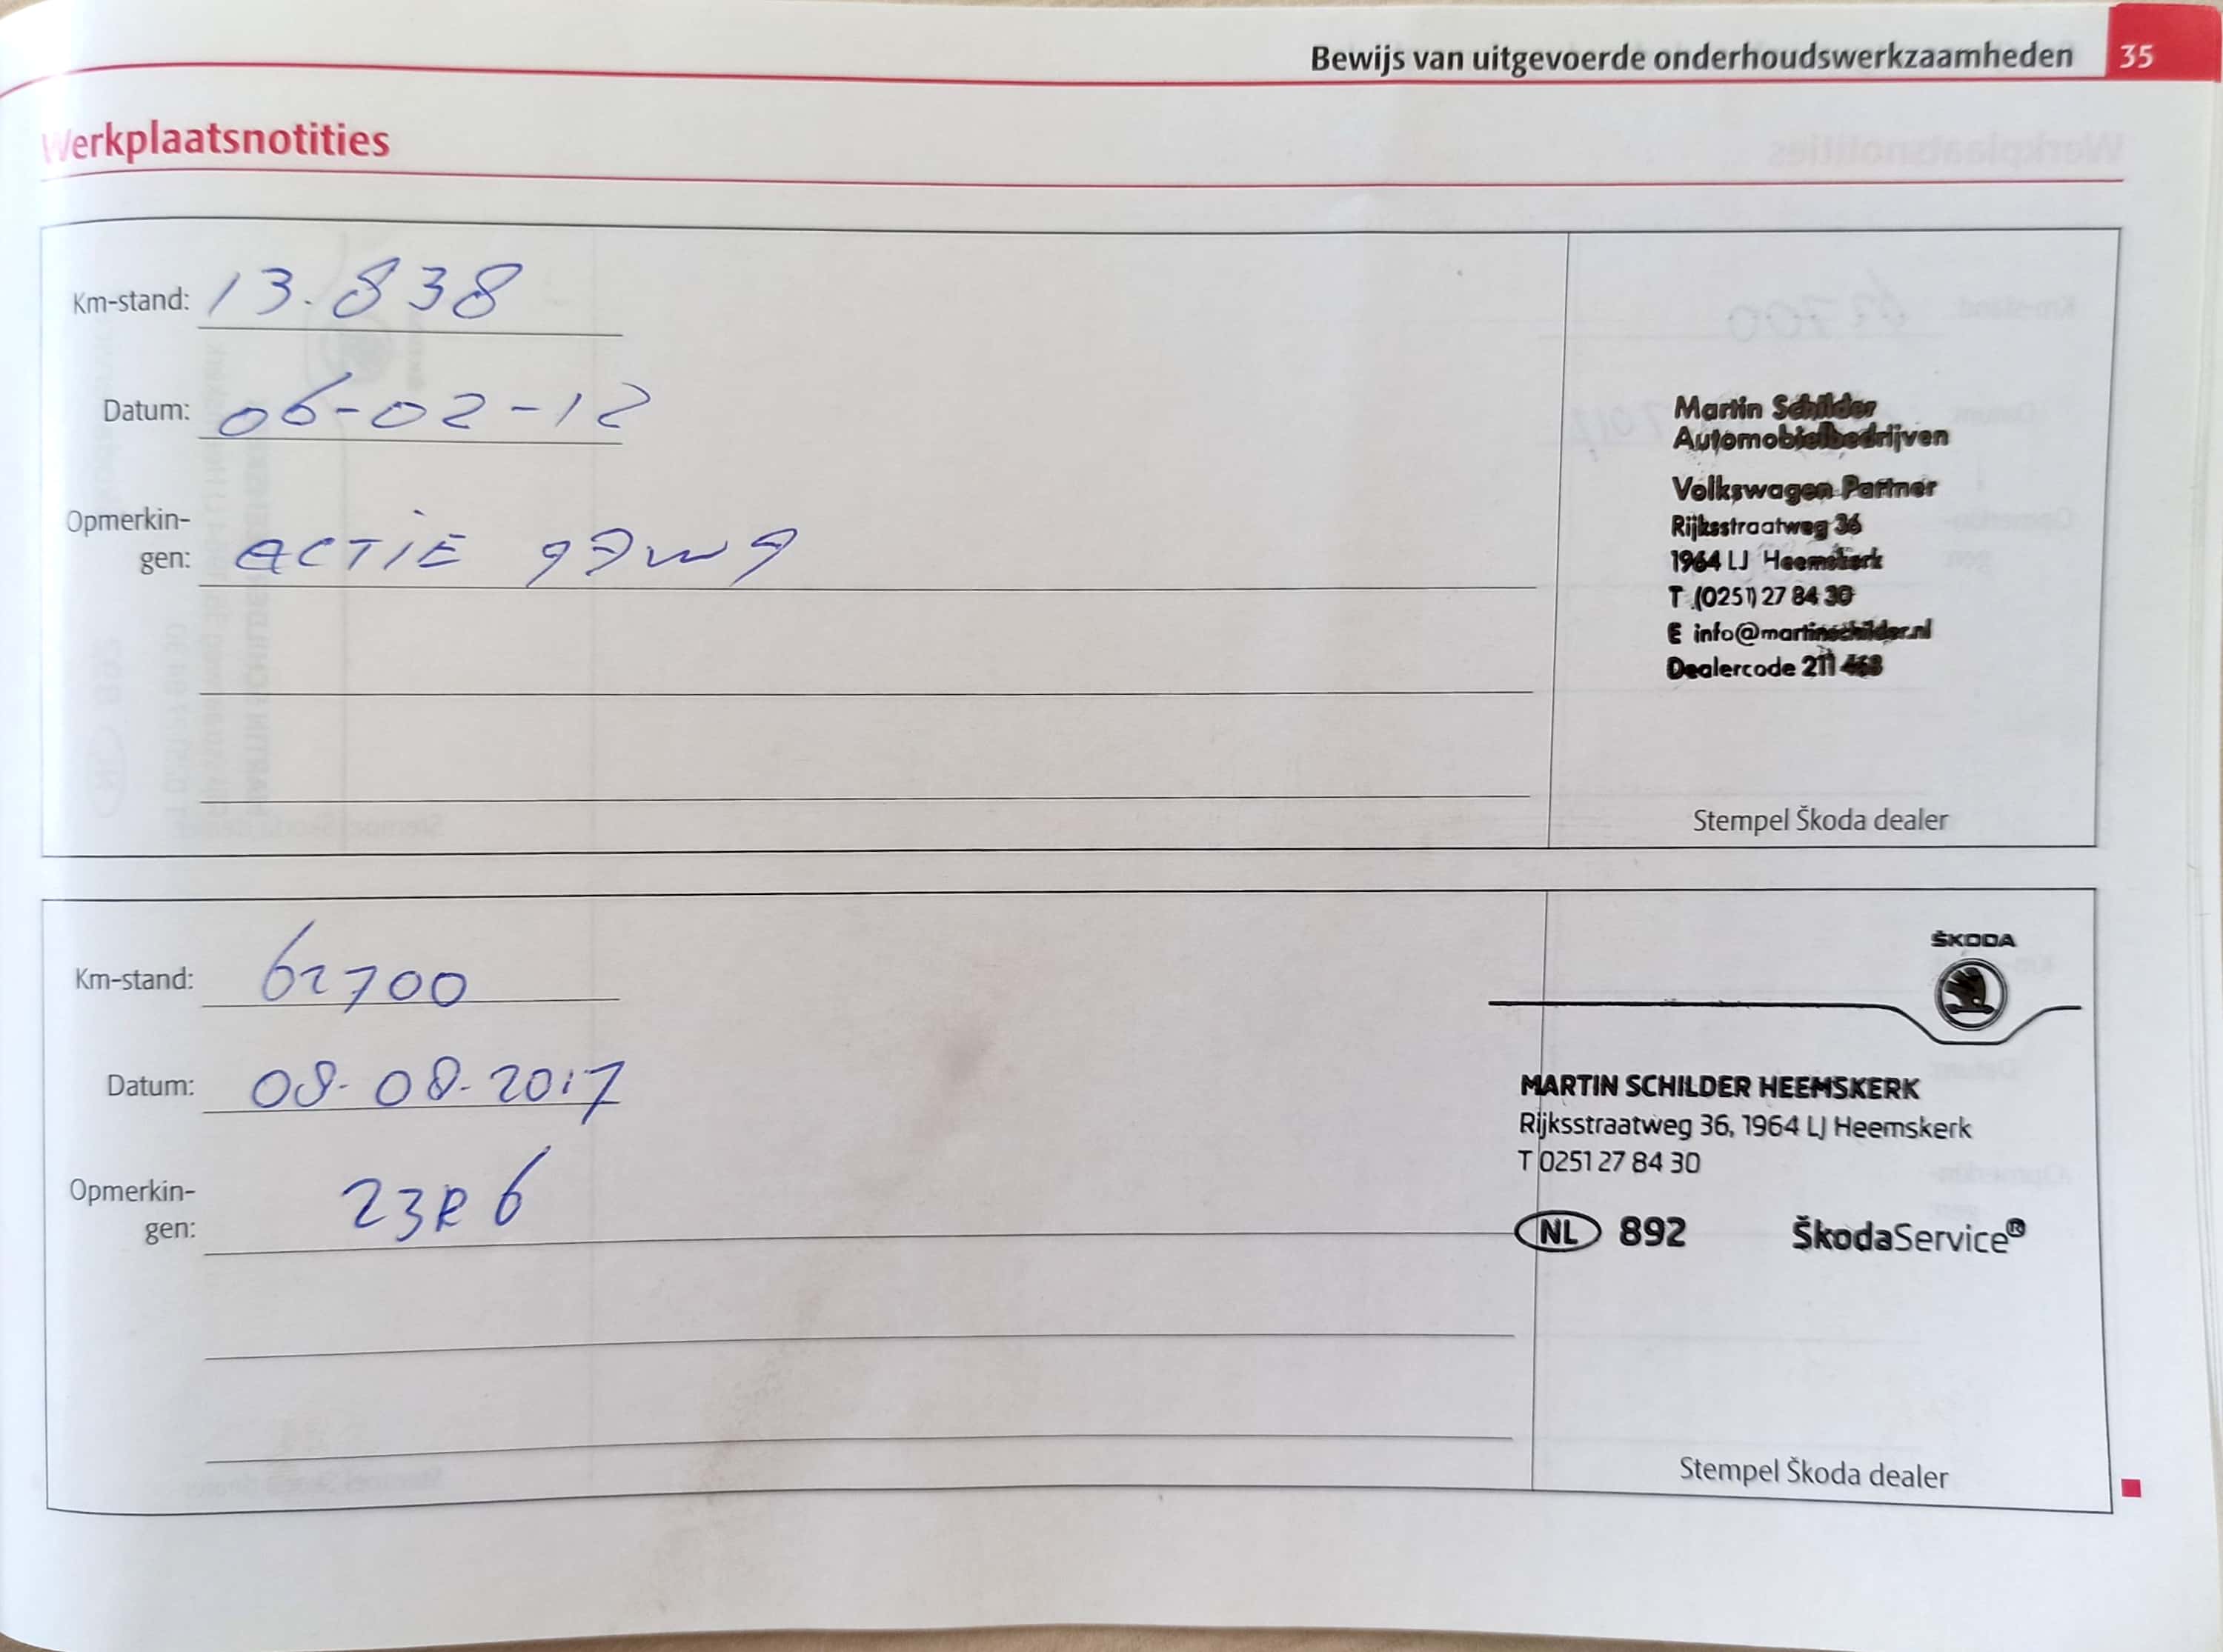 Bewijs van uitgevoerde onderhoudswerkzaamheden 35
Werkplaatsnotities
Km-stand: 13.838
Datum: 06-02-12
Opmerkin-
gen: ACTIE
Martin Schilder
Automobielbedrijven
Volkswagen Partner
Rijksstraatweg 36
1964 LJ Heemskerk
T (0251) 27 84 30
E info@martinschilder.nl
Dealercode 211
Stempel Škoda dealer
Km-stand: 62700
Datum: 08-08-2017
Opmerkin-
gen: 23R6
ŠKODA
MARTIN SCHILDER HEEMSKERK
Rijksstraatweg 36, 1964 LJ Heemskerk
T 0251 27 84 30
NL 892 ŠkodaService®
Stempel Škoda dealer